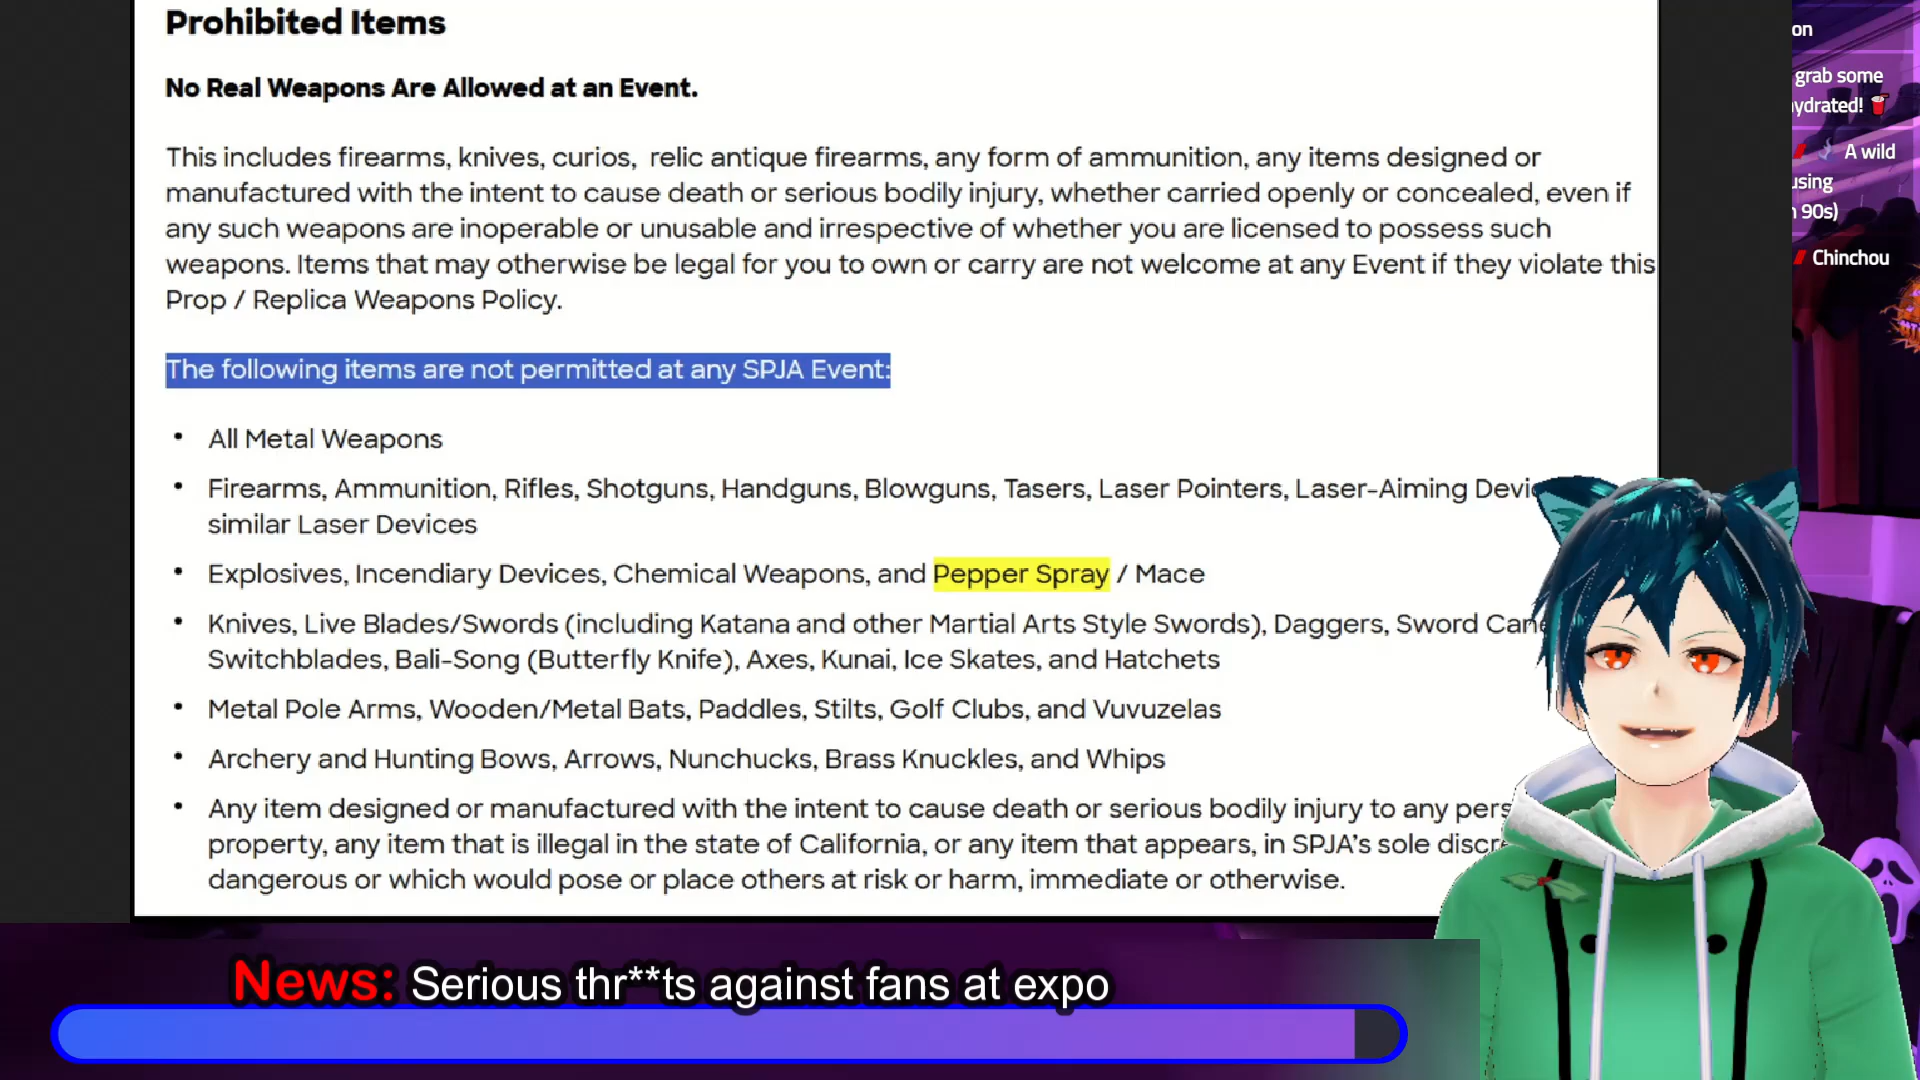 Prohibited Items
No Real Weapons Are Allowed at an Event.
This includes firearms, knives, curios, relic antique firearms, any form of ammunition, any items designed or
manufactured with the intent to cause death or serious bodily injury, whether carried openly or concealed, even if
any such weapons are inoperable or unusable and irrespective of whether you are licensed to possess such
weapons. Items that may otherwise be legal for you to own or carry are not welcome at any Event if they violate this
Prop / Replica Weapons Policy.
The following items are not permitted at any SPJA Event:
• All Metal Weapons
• Firearms, Ammunition, Rifles, Shotguns, Handguns, Blowguns, Tasers, Laser Pointers, Laser-Aiming
similar Laser Devices
• Explosives, Incendiary Devices, Chemical Weapons, and Pepper Spray / Mace
• Knives, Live Blades/Swords (including Katana and other Martial Arts Style Swords), Daggers, Sword
Switchblades, Bali-Song (Butterfly Knife), Axes, Kunai, Ice Skates, and Hatchets
• Metal Pole Arms, Wooden/Metal Bats, Paddles, Stilts, Golf Clubs, and Vuvuzelas
• Archery and Hunting Bows, Arrows, Nunchucks, Brass Knuckles, and Whips
• Any item designed or manufactured with the intent to cause death or serious bodily injury to any
property, any item that is illegal in the state of California, or any item that appears, in SPJA's sole
dangerous or which would pose or place others at risk or harm, immediate or otherwise.
on
grab some
ydrated!
A wild
using
90s)
Chinchou
News: Serious thr**ts against fans at expo